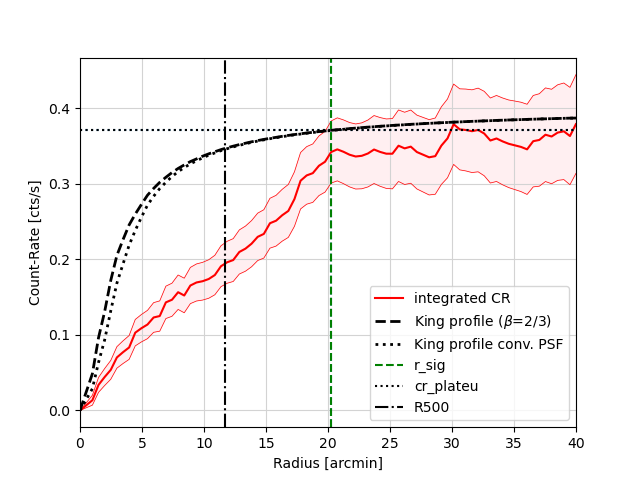 Count-Rate [cts/s]
0.4
0.3
0.2
0.1
0.0
integrated CR
King profile (β=2/3)
King profile conv. PSF
r_sig
cr_plateu
R500
0 5 10 15 20 25 30 35 40
Radius [arcmin]